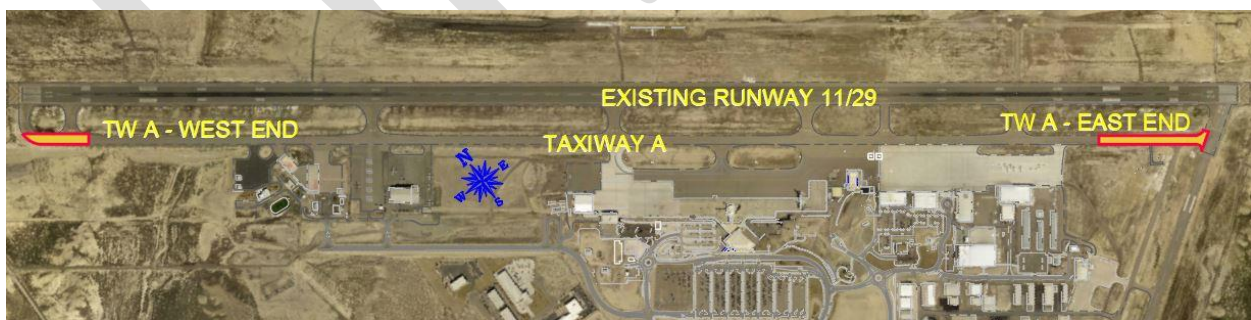 EXISTING RUNWAY 11/29
TW A - WEST END
TW A - EAST END
TAXIWAY A
N
E
W
S